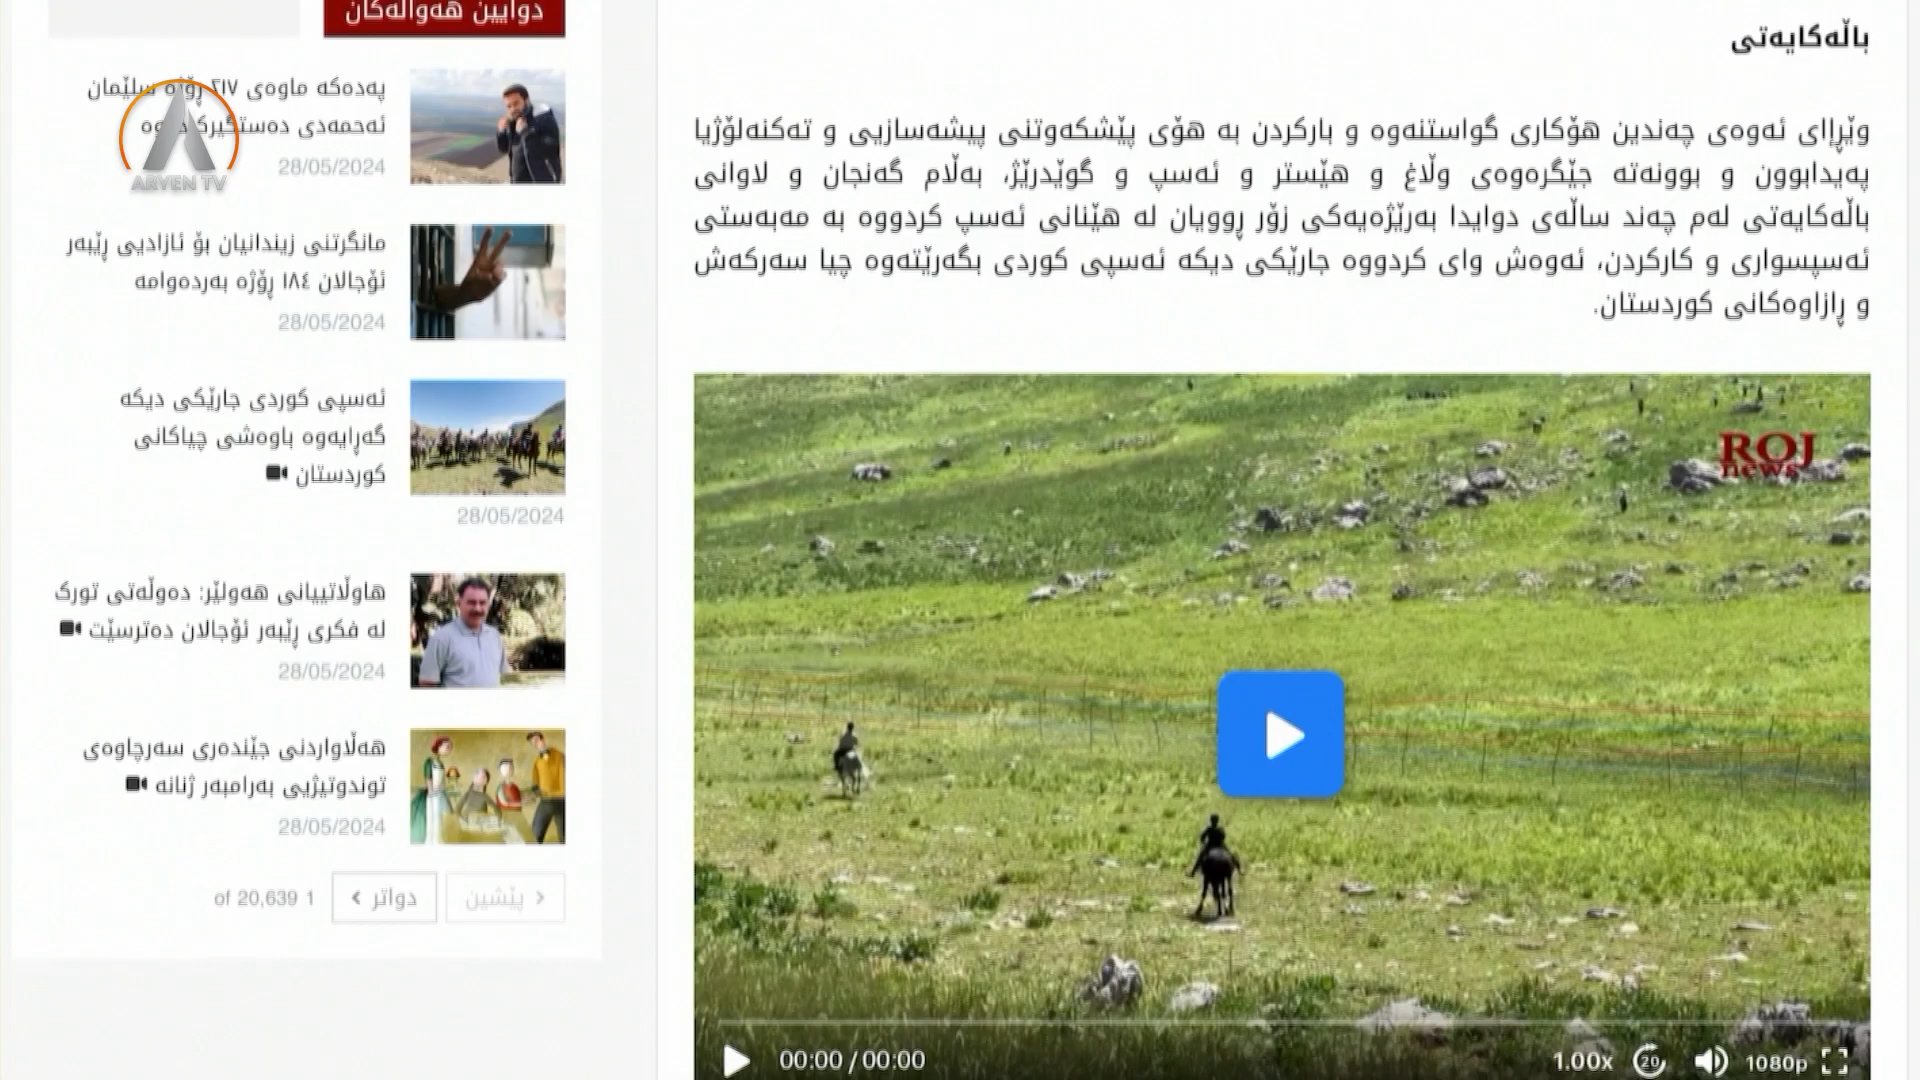 باڵەکایەتی
وێڕای ئەوەی چەندین هۆکاری گواستنەوە و بارکردن بە هۆی پێشکەوتنی پیشەسازیی و تەکنەلۆژیا
پەیدابوون و بوونەتە جێگرەوەی وڵاغ و هێستر و ئەسپ و گوێدرێژ، بەڵام گەنجان و لاوانی
باڵەکایەتی لەم چەند ساڵەی دوایدا بەرێژەیەکی زۆر ڕوویان لە هێنانی ئەسپ کردووە بە مەبەستی
ئەسپسواری و کارکردن، ئەوەش وای کردووە جارێکی دیکە ئەسپی کوردی بگەرێتەوە چیا سەرکەش
و ڕازاوەکانی کوردستان.
ROJ
news
00:00 / 00:00
1.00x
20
1080p
دوایین هەواڵەکان
پەدەکە ماوەی ٢١٧ ڕۆژە سلێمان
ئەحمەدی دەستگیرکردووە
28/05/2024
مانگرتنی زیندانیان بۆ ئازادیی ڕێبەر
ئۆجالان ١٨٤ ڕۆژە بەردەوامە
28/05/2024
ئەسپی کوردی جارێکی دیکە
گەڕایەوە باوەشی چیاکانی
کوردستان
28/05/2024
هاوڵاتییانی هەولێر: دەوڵەتی تورک
لە فکری ڕێبەر ئۆجالان دەترسێت
28/05/2024
هەڵاواردنی جێندەری سەرچاوەی
توندوتیژیی بەرامبەر ژنانە
28/05/2024
پێشین
دواتر
1 of 20,639
ARYEN TV